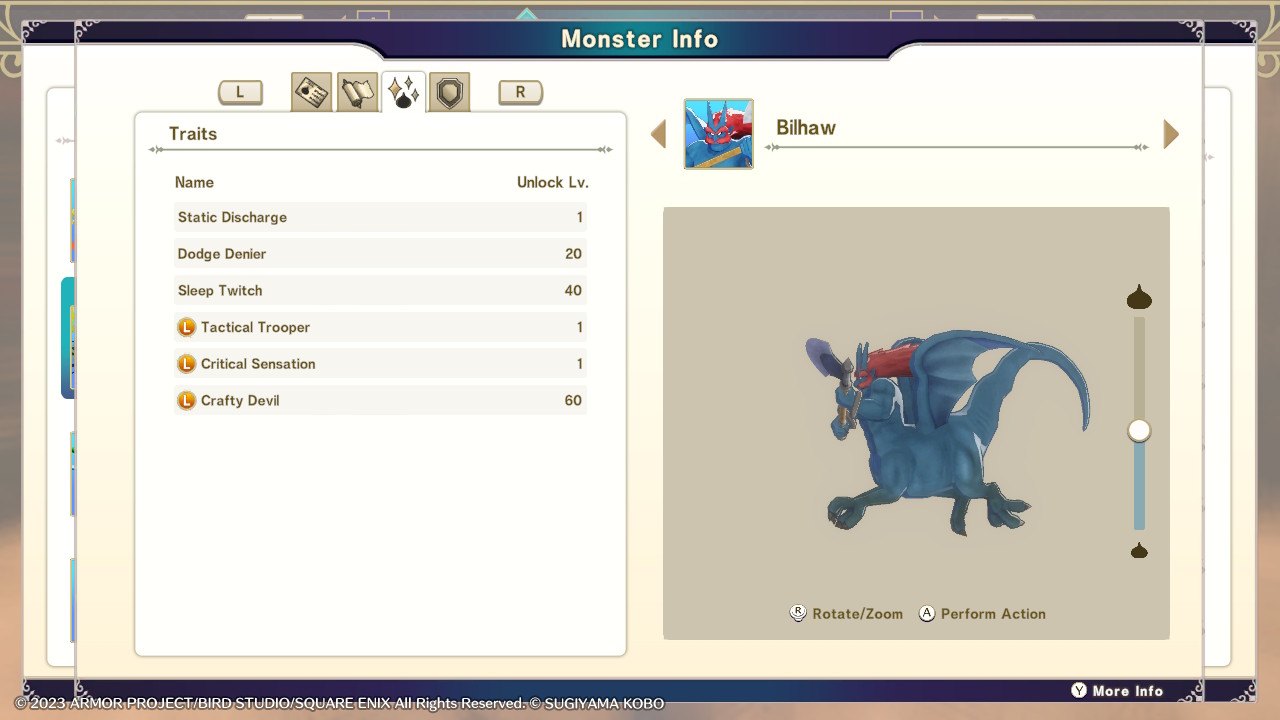 Monster Info
L
R
Traits
Name Unlock Lv.
Static Discharge 1
Dodge Denier 20
Sleep Twitch 40
L Tactical Trooper 1
L Critical Sensation 1
L Crafty Devil 60
Bilhaw
R Rotate/Zoom A Perform Action
Y More Info
© 2023 ARMOR PROJECT/BIRD STUDIO/SQUARE ENIX All Rights Reserved. © SUGIYAMA KOBO